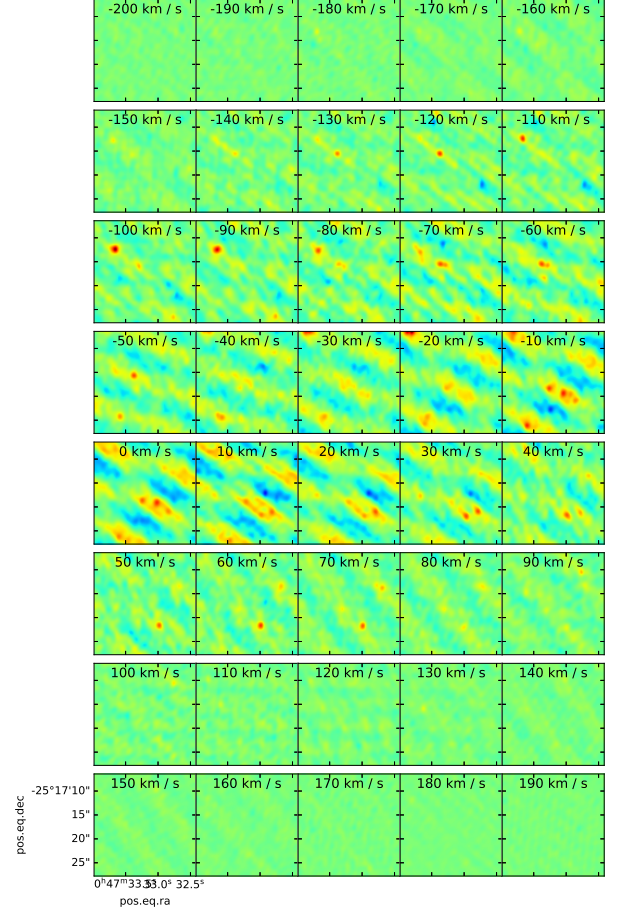 -200 km / s -190 km / s -180 km / s -170 km / s -160 km / s
-150 km / s -140 km / s -130 km / s -120 km / s -110 km / s
-100 km / s -90 km / s -80 km / s -70 km / s -60 km / s
-50 km / s -40 km / s -30 km / s -20 km / s -10 km / s
0 km / s 10 km / s 20 km / s 30 km / s 40 km / s
50 km / s 60 km / s 70 km / s 80 km / s 90 km / s
100 km / s 110 km / s 120 km / s 130 km / s 140 km / s
150 km / s 160 km / s 170 km / s 180 km / s 190 km / s
-25°17'10"
15"
20"
25"
pos.eq.dec
0ʰ47ᵐ33.5ˢ 33.0ˢ 32.5ˢ
pos.eq.ra